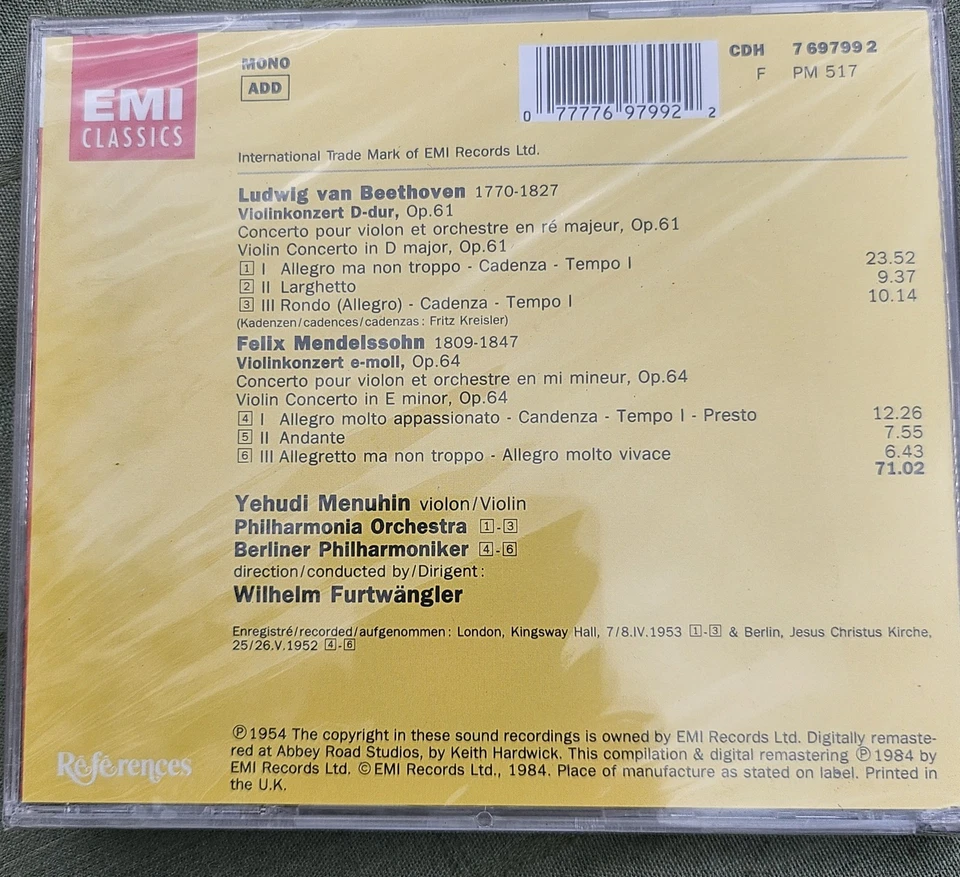 EMI
CLASSICS
MONO
ADD
0 77776 97992 2
CDH 7 69799 2
F PM 517
International Trade Mark of EMI Records Ltd.
Ludwig van Beethoven 1770-1827
Violinkonzert D-dur, Op.61
Concerto pour violon et orchestre en ré majeur, Op.61
Violin Concerto in D major, Op.61
1 I Allegro ma non troppo - Cadenza - Tempo I 23.52
2 II Larghetto 9.37
3 III Rondo (Allegro) - Cadenza - Tempo I 10.14
(Kadenzen/cadences/cadenzas: Fritz Kreisler)
Felix Mendelssohn 1809-1847
Violinkonzert e-moll, Op.64
Concerto pour violon et orchestre en mi mineur, Op.64
Violin Concerto in E minor, Op.64
4 I Allegro molto appassionato - Candenza - Tempo I - Presto 12.26
5 II Andante 7.55
6 III Allegretto ma non troppo - Allegro molto vivace 6.43
71.02
Yehudi Menuhin violon/Violin
Philharmonia Orchestra 1-3
Berliner Philharmoniker 4-6
direction/conducted by/Dirigent:
Wilhelm Furtwängler
Enregistré/recorded/aufgenommen: London, Kingsway Hall, 7/8.IV.1953 1-3 & Berlin, Jesus Christus Kirche,
25/26.V.1952 4-6
℗ 1954 The copyright in these sound recordings is owned by EMI Records Ltd. Digitally remaste-
red at Abbey Road Studios, by Keith Hardwick. This compilation & digital remastering ℗ 1984 by
EMI Records Ltd. © EMI Records Ltd., 1984. Place of manufacture as stated on label. Printed in
the U.K.
Références